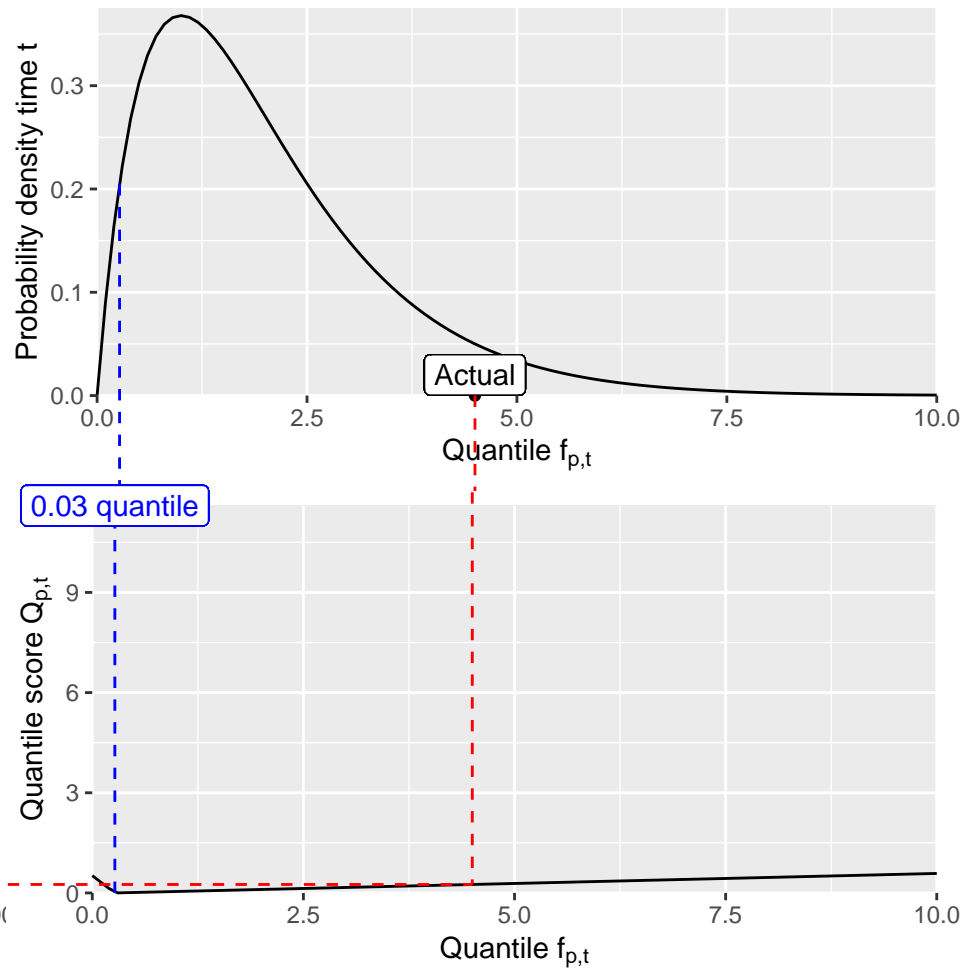 Probability density time t
0.3
0.2
0.1
0.0
0.0 2.5 5.0 7.5 10.0
Actual
Quantile f_{p,t}
0.03 quantile
Quantile score Q_{p,t}
9
6
3
0
0.0 2.5 5.0 7.5 10.0
Quantile f_{p,t}